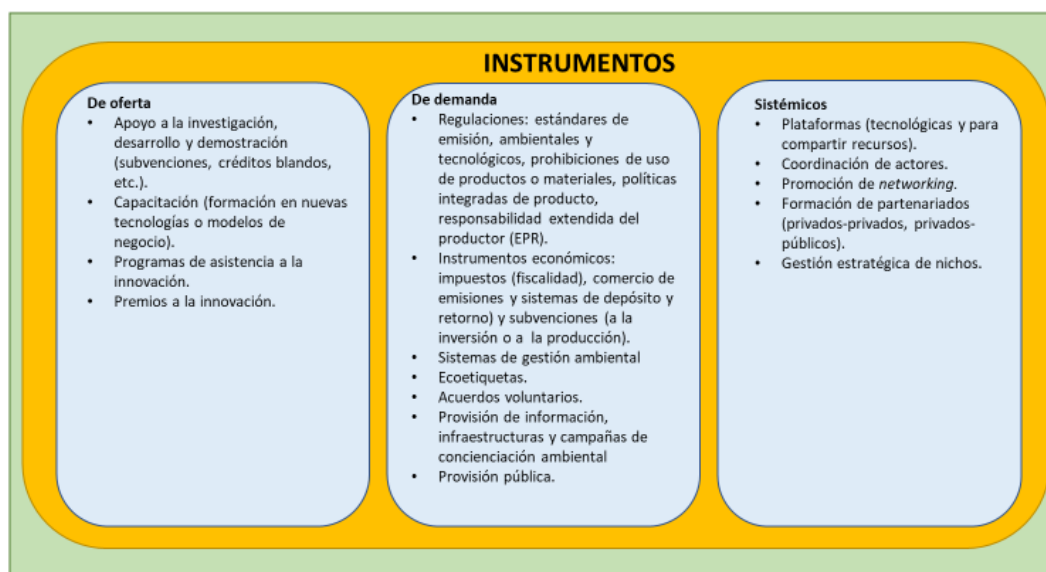 INSTRUMENTOS
De oferta
• Apoyo a la investigación,
desarrollo y demostración
(subvenciones, créditos blandos,
etc.).
• Capacitación (formación en nuevas
tecnologías o modelos de
negocio).
• Programas de asistencia a la
innovación.
• Premios a la innovación.
De demanda
• Regulaciones: estándares de
emisión, ambientales y
tecnológicos, prohibiciones de uso
de productos o materiales, políticas
integradas de producto,
responsabilidad extendida del
productor (EPR).
• Instrumentos económicos:
impuestos (fiscalidad), comercio de
emisiones y sistemas de depósito y
retorno) y subvenciones (a la
inversión o a la producción).
• Sistemas de gestión ambiental
• Ecoetiquetas.
• Acuerdos voluntarios.
• Provisión de información,
infraestructuras y campañas de
concienciación ambiental
• Provisión pública.
Sistémicos
• Plataformas (tecnológicas y para
compartir recursos).
• Coordinación de actores.
• Promoción de networking.
• Formación de partenariados
(privados-privados, privados-
públicos).
• Gestión estratégica de nichos.